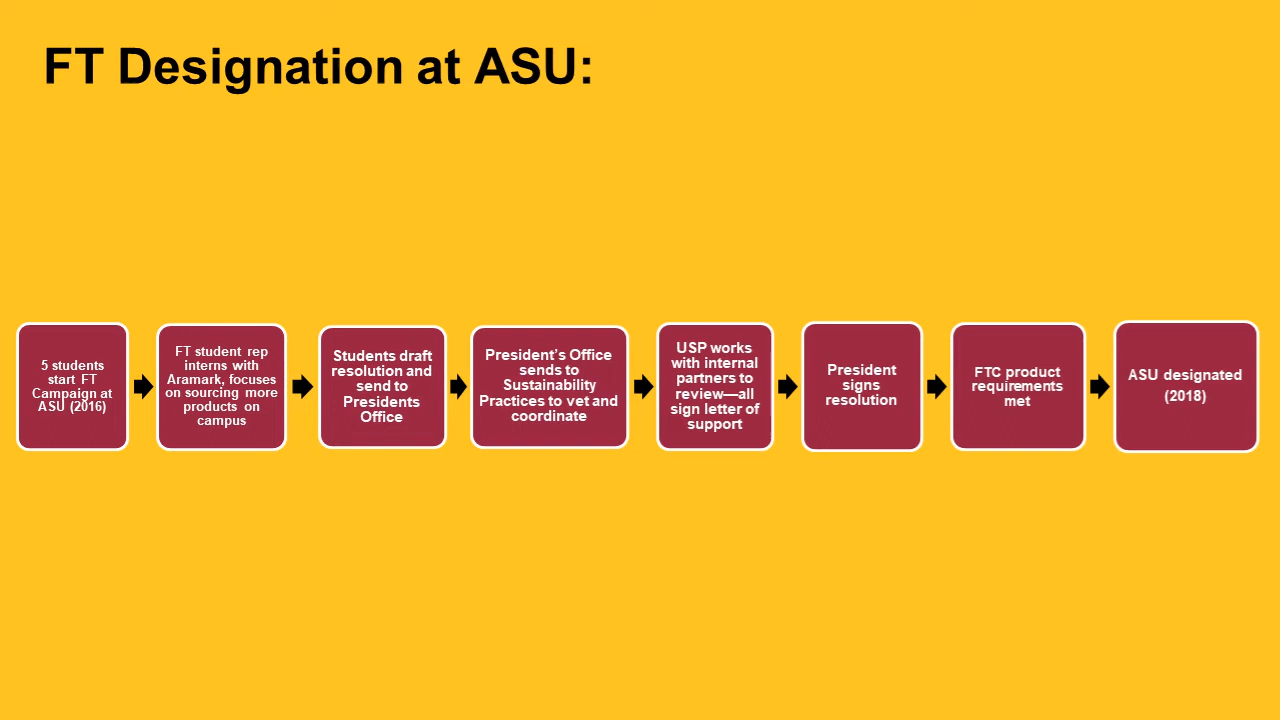 FT Designation at ASU:
5 students
start FT
Campaign at
ASU (2016)
FT student rep
interns with
Aramark, focuses
on sourcing more
products on
campus
Students draft
resolution and
send to
Presidents
Office
President's Office
sends to
Sustainability
Practices to vet and
coordinate
USP works
with internal
partners to
review—all
sign letter of
support
President
signs
resolution
FTC product
requirements
met
ASU designated
(2018)